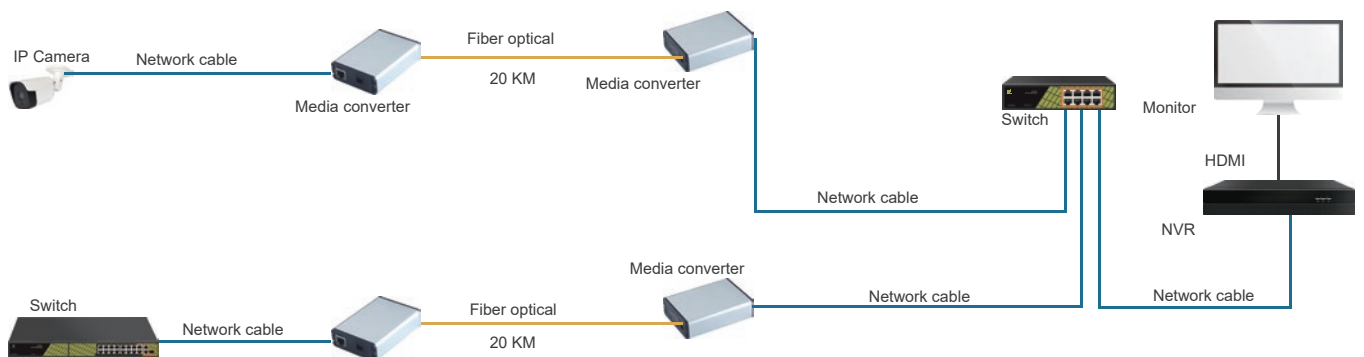 IP Camera
Network cable
Media converter
Fiber optical
20 KM
Media converter
Switch
Monitor
HDMI
NVR
Network cable
Switch
Network cable
Fiber optical
20 KM
Media converter
Network cable
Network cable